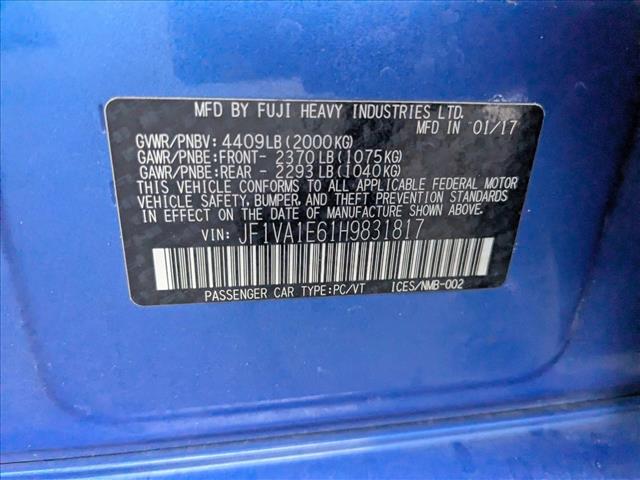 MFD BY FUJI HEAVY INDUSTRIES LTD.
MFD IN 01/17
GVWR/PNBV: 4409LB(2000KG)
GAWR/PNBE:FRONT- 2370LB(1075KG)
GAWR/PNBE:REAR - 2293LB(1040KG)
THIS VEHICLE CONFORMS TO ALL APPLICABLE FEDERAL MOTOR
VEHICLE SAFETY, BUMPER, AND THEFT PREVENTION STANDARDS
IN EFFECT ON THE DATE OF MANUFACTURE SHOWN ABOVE.
VIN: JF1VA1E61H9831817
PASSENGER CAR TYPE:PC/VT ICES/NMB-002